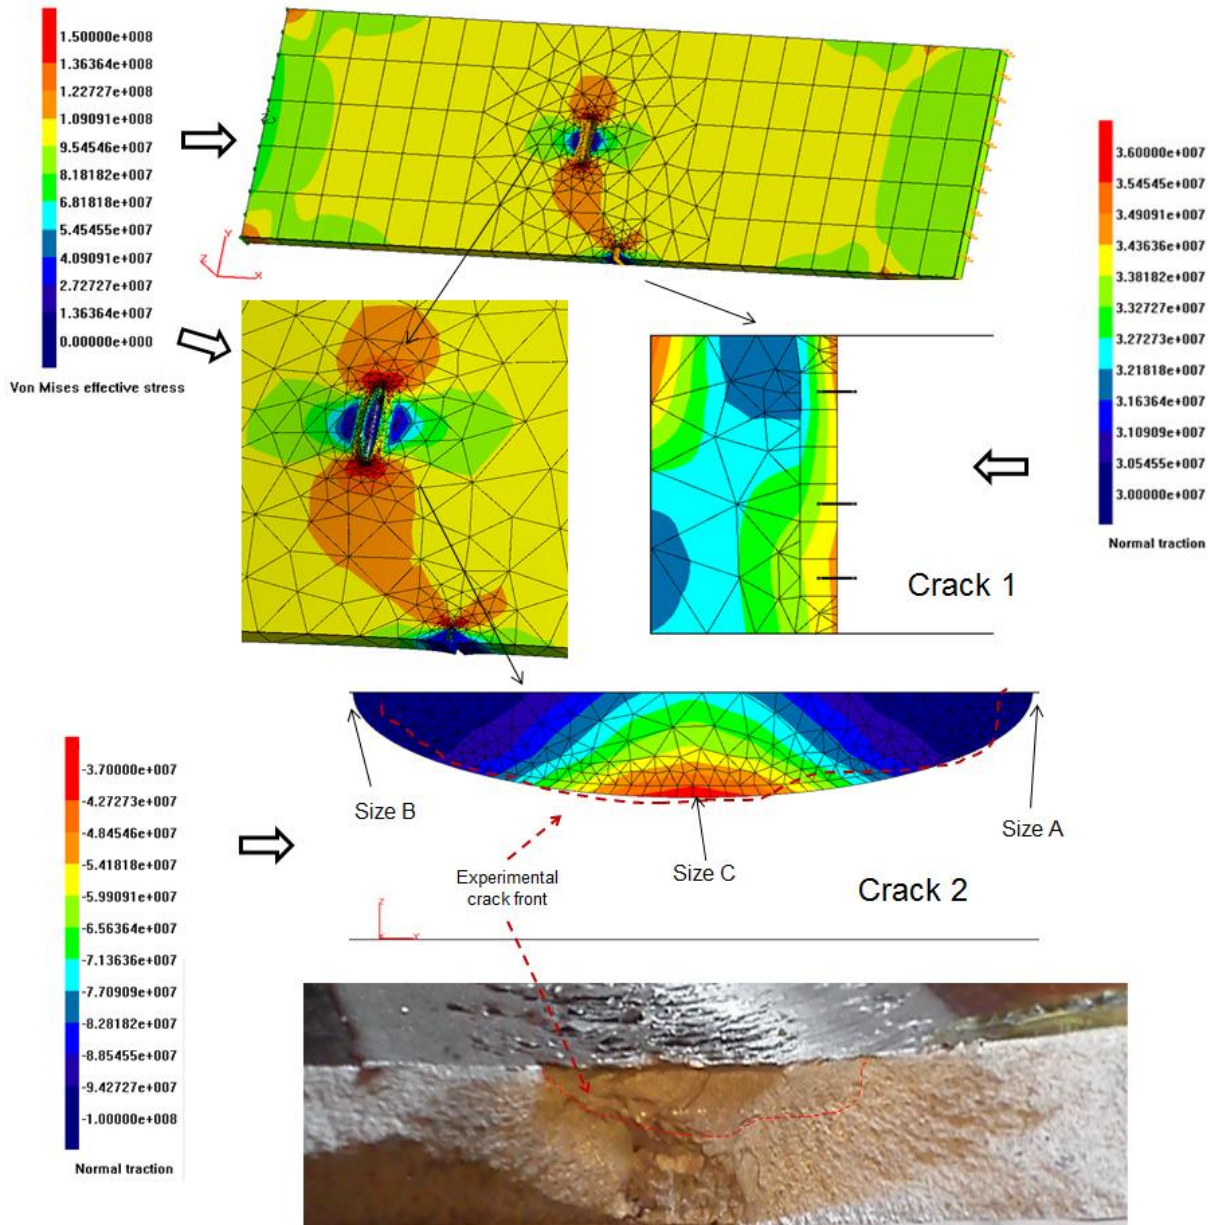 1.50000e+008
1.36364e+008
1.22727e+008
1.09091e+008
9.54546e+007
8.18182e+007
6.81818e+007
5.45455e+007
4.09091e+007
2.72727e+007
1.36364e+007
0.00000e+000
Von Mises effective stress
Y
Z
X
3.60000e+007
3.54545e+007
3.49091e+007
3.43636e+007
3.38182e+007
3.32727e+007
3.27273e+007
3.21818e+007
3.16364e+007
3.10909e+007
3.05455e+007
3.00000e+007
Normal traction
Crack 1
-3.70000e+007
-4.27273e+007
-4.84546e+007
-5.41818e+007
-5.99091e+007
-6.56364e+007
-7.13636e+007
-7.70909e+007
-8.28182e+007
-8.85455e+007
-9.42727e+007
-1.00000e+008
Normal traction
Size B
Size A
Size C
Experimental
crack front
Crack 2
Z
Y